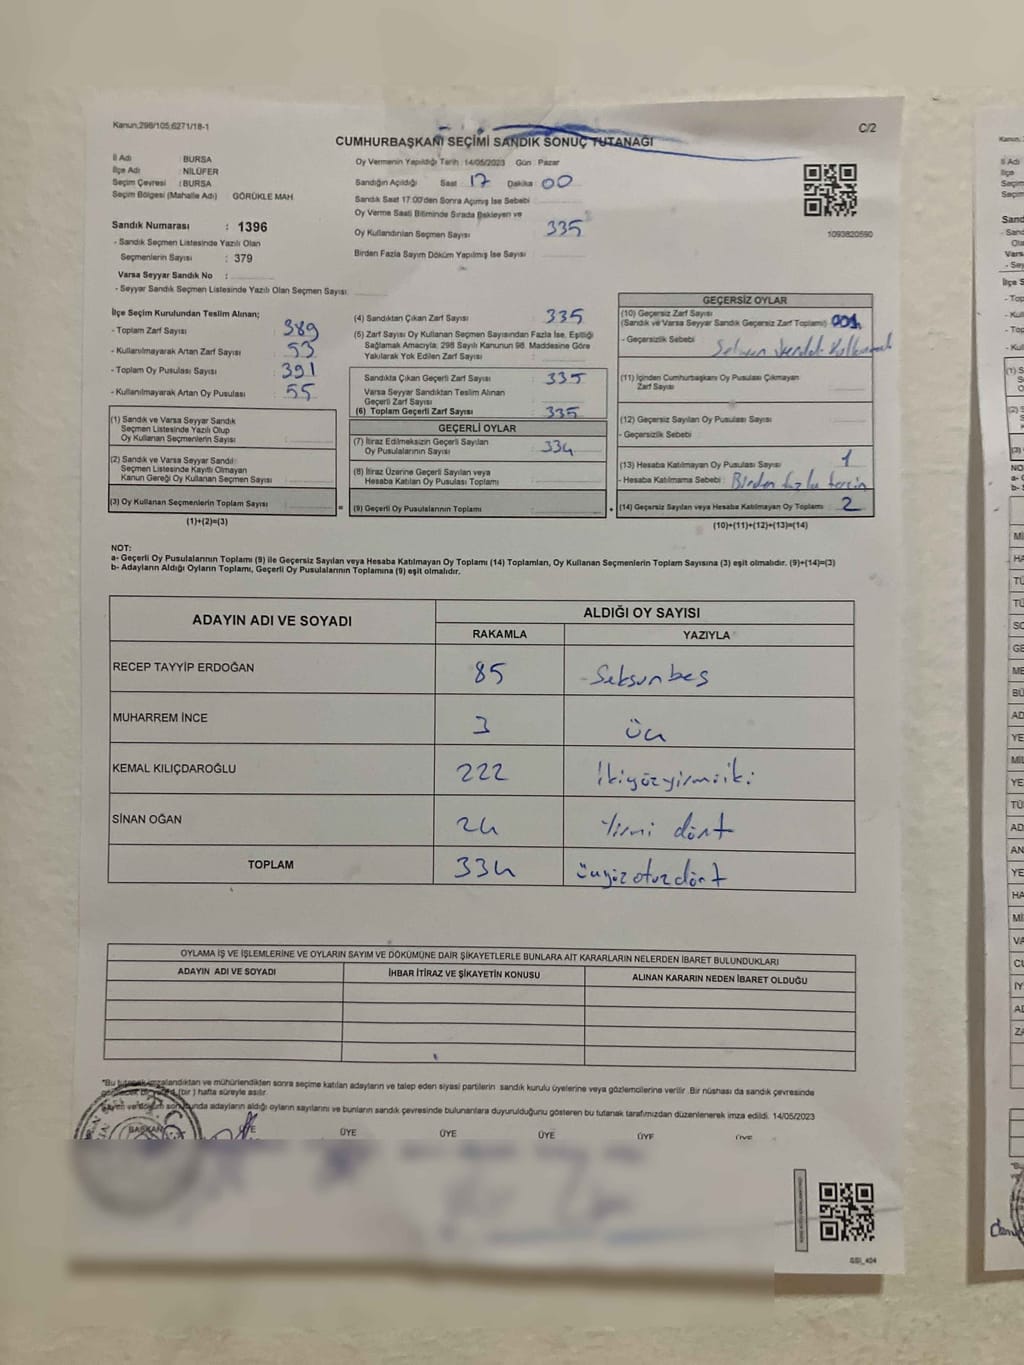 Kanun:298/105;6271/18-1
C/2
CUMHURBAŞKANI SEÇİMİ SANDIK SONUÇ TUTANAĞI
İl Adı : BURSA
İlçe Adı : NİLÜFER
Seçim Çevresi : BURSA
Seçim Bölgesi (Mahalle Adı) GÖRÜKLE MAH.
Sandık Numarası : 1396
- Sandık Seçmen Listesinde Yazılı Olan
Seçmenlerin Sayısı : 379
Varsa Seyyar Sandık No :
- Seyyar Sandık Seçmen Listesinde Yazılı Olan Seçmen Sayısı:
Oy Vermenin Yapıldığı Tarih :14/05/2023 Gün : Pazar
Sandığın Açıldığı Saat 17 Dakika 00
Sandık Saat 17:00'den Sonra Açımış İse Sebebi
Oy Verme Saati Bitiminde Sırada Bekleyen ve
Oy Kullandırılan Seçmen Sayısı 335
Birden Fazla Sayım Döküm Yapılmış İse Sayısı :
1093820590
İlçe Seçim Kurulundan Teslim Alınan;
- Toplam Zarf Sayısı : 389
- Kullanılmayarak Artan Zarf Sayısı : 53
- Toplam Oy Pusulası Sayısı : 391
- Kullanılmayarak Artan Oy Pusulası : 55
(1) Sandık ve Varsa Seyyar Sandık
Seçmen Listesinde Yazılı Olup
Oy Kullanan Seçmenlerin Sayısı :
(2) Sandık ve Varsa Seyyar Sandık
Seçmen Listesinde Kayıtlı Olmayan
Kanun Gereği Oy Kullanan Seçmen Sayısı :
(3) Oy Kullanan Seçmenlerin Toplam Sayısı :
(1)+(2)=(3)
(4) Sandıktan Çıkan Zarf Sayısı : 335
(5) Zarf Sayısı Oy Kullanan Seçmen Sayısından Fazla İse, Eşitliği
Sağlamak Amacıyla; 298 Sayılı Kanunun 98. Maddesine Göre
Yakılarak Yok Edilen Zarf Sayısı :
Sandıkta Çıkan Geçerli Zarf Sayısı : 335
Varsa Seyyar Sandıktan Teslim Alınan
Geçerli Zarf Sayısı :
(6) Toplam Geçerli Zarf Sayısı : 335
GEÇERLİ OYLAR
(7) İtiraz Edilmeksizin Geçerli Sayılan
Oy Pusulalarının Sayısı : 334
(8) İtiraz Üzerine Geçerli Sayılan veya
Hesaba Katılan Oy Pusulası Toplamı :
(9) Geçerli Oy Pusulalarının Toplamı :
GEÇERSİZ OYLAR
(10) Geçersiz Zarf Sayısı
(Sandık ve Varsa Seyyar Sandık Geçersiz Zarf Toplamı) :
- Geçersizlik Sebebi :
(11) İçinden Cumhurbaşkanı Oy Pusulası Çıkmayan
Zarf Sayısı :
(12) Geçersiz Sayılan Oy Pusulası Sayısı :
- Geçersizlik Sebebi :
(13) Hesaba Katılmayan Oy Pusulası Sayısı : 1
- Hesaba Katılmama Sebebi : Birden fazla tercih
(14) Geçersiz Sayılan veya Hesaba Katılmayan Oy Toplamı : 2
(10)+(11)+(12)+(13)=(14)
NOT:
a- Geçerli Oy Pusulalarının Toplamı (9) ile Geçersiz Sayılan veya Hesaba Katılmayan Oy Toplamı (14) Toplamları, Oy Kullanan Seçmenlerin Toplam Sayısına (3) eşit olmalıdır. (9)+(14)=(3)
b- Adayların Aldığı Oyların Toplamı, Geçerli Oy Pusulalarının Toplamına (9) eşit olmalıdır.
ADAYIN ADI VE SOYADI ALDIĞI OY SAYISI
RAKAMLA YAZIYLA
RECEP TAYYİP ERDOĞAN 85 Seksenbeş
MUHARREM İNCE 3 Üç
KEMAL KILIÇDAROĞLU 222 İkiyüzyirmiiki
SİNAN OĞAN 24 Yirmi dört
TOPLAM 334 üçyüzotuzdört
OYLAMA İŞ VE İŞLEMLERİNE VE OYLARIN SAYIM VE DÖKÜMÜNE DAİR ŞİKAYETLERLE BUNLARA AİT KARARLARIN NELERDEN İBARET BULUNDUKLARI
ADAYIN ADI VE SOYADI İHBAR İTİRAZ VE ŞİKAYETİN KONUSU ALINAN KARARIN NEDEN İBARET OLDUĞU
"Bu tutanak imzalandıktan ve mühürlendikten sonra seçime katılan adayların ve talep eden siyasi partilerin sandık kurulu üyelerine veya gözlemcilerine verilir. Bir nüshası da sandık çevresinde
(bir ) hafta süreyle asılır.
Sayım ve döküm sonucunda adayların aldığı oyların sayılarını ve bunların sandık çevresinde bulunanlara duyurulduğunu gösteren bu tutanak tarafımızdan düzenlenerek imza edildi. 14/05/2023
BAŞKAN ÜYE ÜYE ÜYE ÜYE ÜYE ÜYE